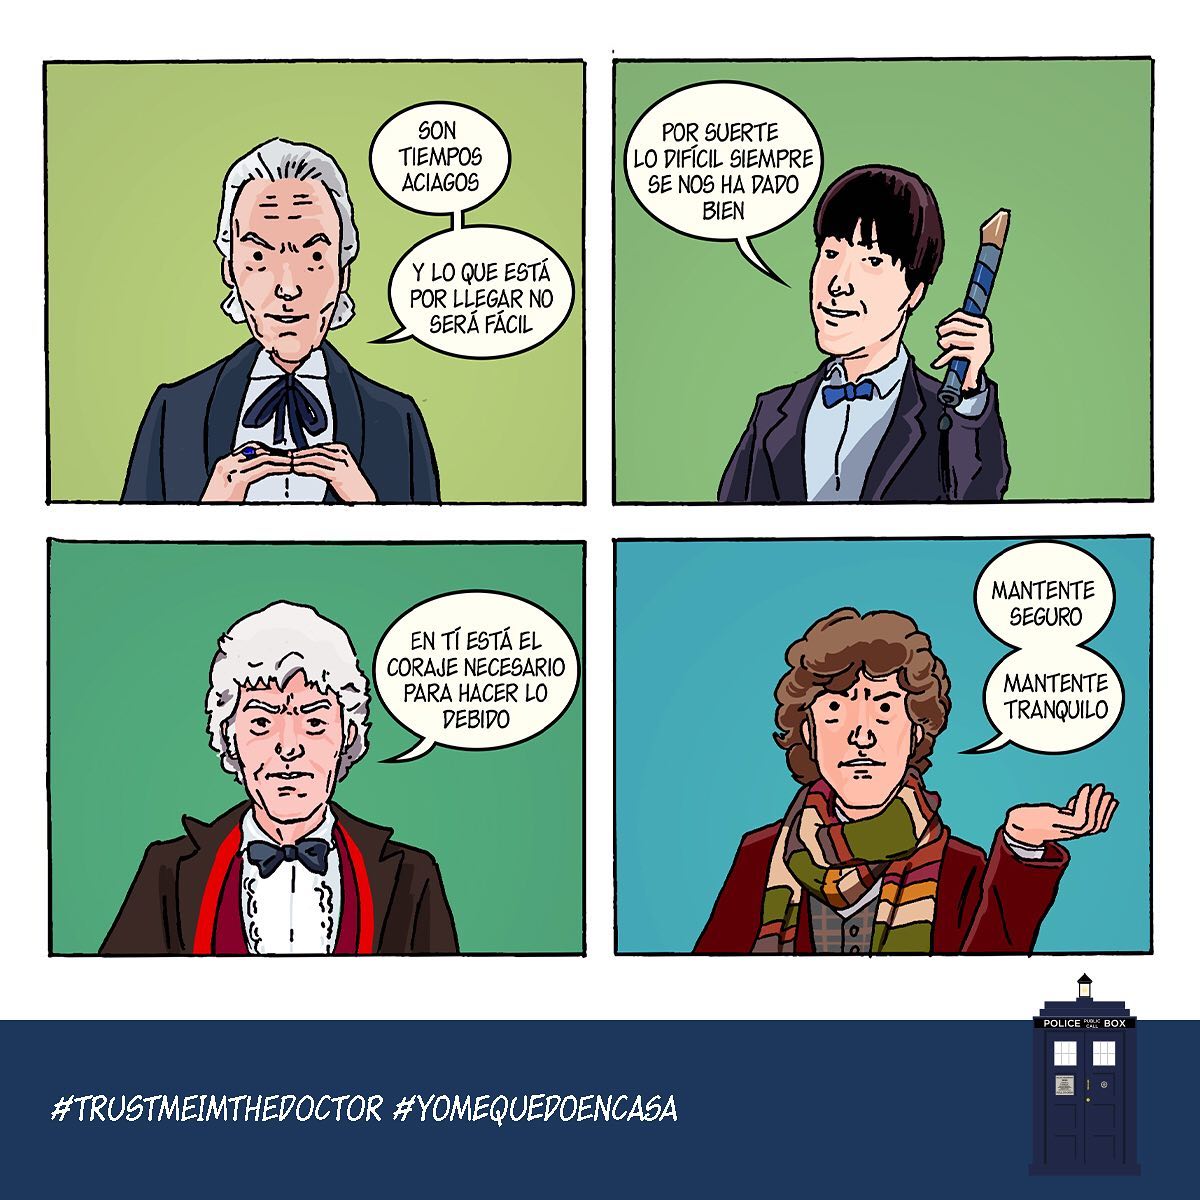 SON
TIEMPOS
ACIAGOS
Y LO QUE ESTÁ
POR LLEGAR NO
SERÁ FÁCIL
POR SUERTE
LO DIFÍCIL SIEMPRE
SE NOS HA DADO
BIEN
EN TÍ ESTÁ EL
CORAJE NECESARIO
PARA HACER LO
DEBIDO
MANTENTE
SEGURO
MANTENTE
TRANQUILO
POLICE PUBLIC CALL BOX
#TRUSTMEIMTHEDOCTOR #YOMEQUEDOENCASA